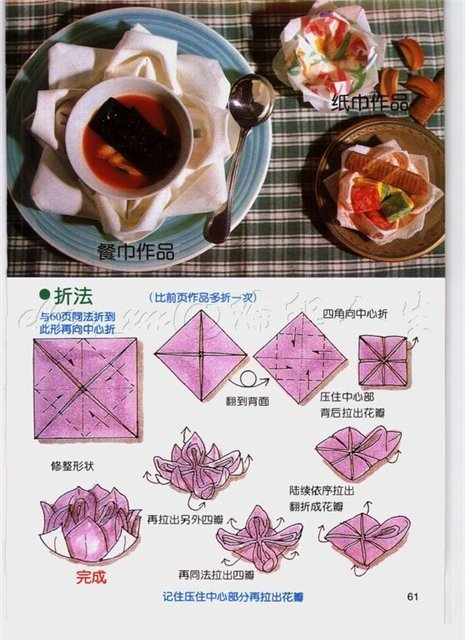 纸巾作品
餐巾作品
折法
(比前页作品多折一次)
与60页同法折到
此形再向中心折
四角向中心折
翻到背面
压住中心部
背后拉出花瓣
修整形状
陆续依序拉出
翻折成花瓣
再拉出另外四瓣
再同法拉出四瓣
完成
记住压住中心部分再拉出花瓣
61